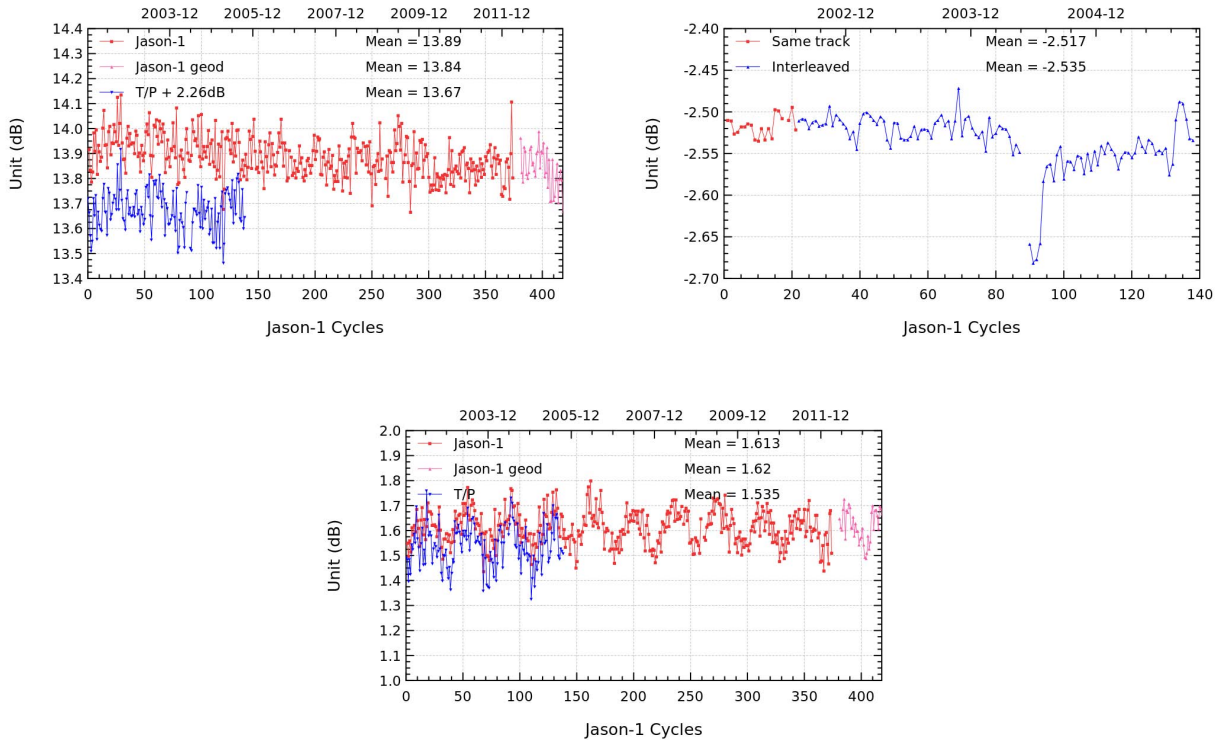 2003-12 2005-12 2007-12 2009-12 2011-12
14.4
14.3
14.2
14.1
14.0
13.9
13.8
13.7
13.6
13.5
13.4
Unit (dB)
Jason-1 Mean = 13.89
Jason-1 geod Mean = 13.84
T/P + 2.26dB Mean = 13.67
0 50 100 150 200 250 300 350 400
Jason-1 Cycles
2002-12 2003-12 2004-12
-2.40
-2.45
-2.50
-2.55
-2.60
-2.65
-2.70
Unit (dB)
Same track Mean = -2.517
Interleaved Mean = -2.535
0 20 40 60 80 100 120 140
Jason-1 Cycles
2003-12 2005-12 2007-12 2009-12 2011-12
2.0
1.9
1.8
1.7
1.6
1.5
1.4
1.3
1.2
1.1
1.0
Unit (dB)
Jason-1 Mean = 1.613
Jason-1 geod Mean = 1.62
T/P Mean = 1.535
0 50 100 150 200 250 300 350 400
Jason-1 Cycles